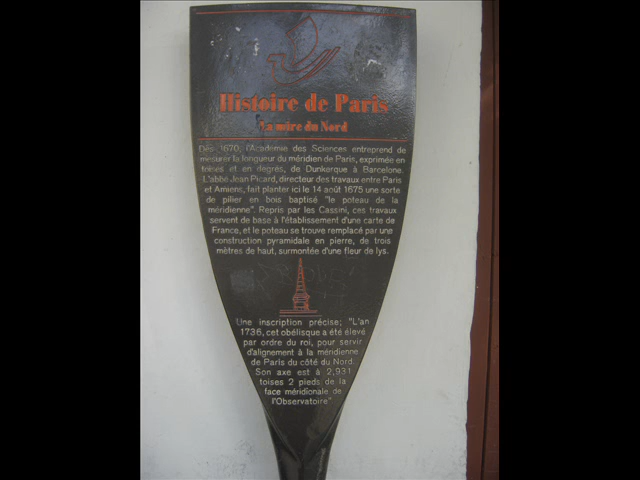 Histoire de Paris
La mire du Nord
Dès 1670, l'Académie des Sciences entreprend de
mesurer la longueur du méridien de Paris, exprimée en
toises et en degrés, de Dunkerque à Barcelone.
L'abbé Jean Picard, directeur des travaux entre Paris
et Amiens, fait planter ici le 14 août 1675 une sorte
de pilier en bois baptisé "le poteau de la
méridienne". Repris par les Cassini, ces travaux
servent de base à l'établissement d'une carte de
France, et le poteau se trouve remplacé par une
construction pyramidale en pierre, de trois
mètres de haut, surmontée d'une fleur de lys.
Une inscription précise: "L'an
1736, cet obélisque a été élevé
par ordre du roi, pour servir
d'alignement à la méridienne
de Paris du côté du Nord.
Son axe est à 2,931
toises 2 pieds de la
face méridionale de
l'Observatoire"